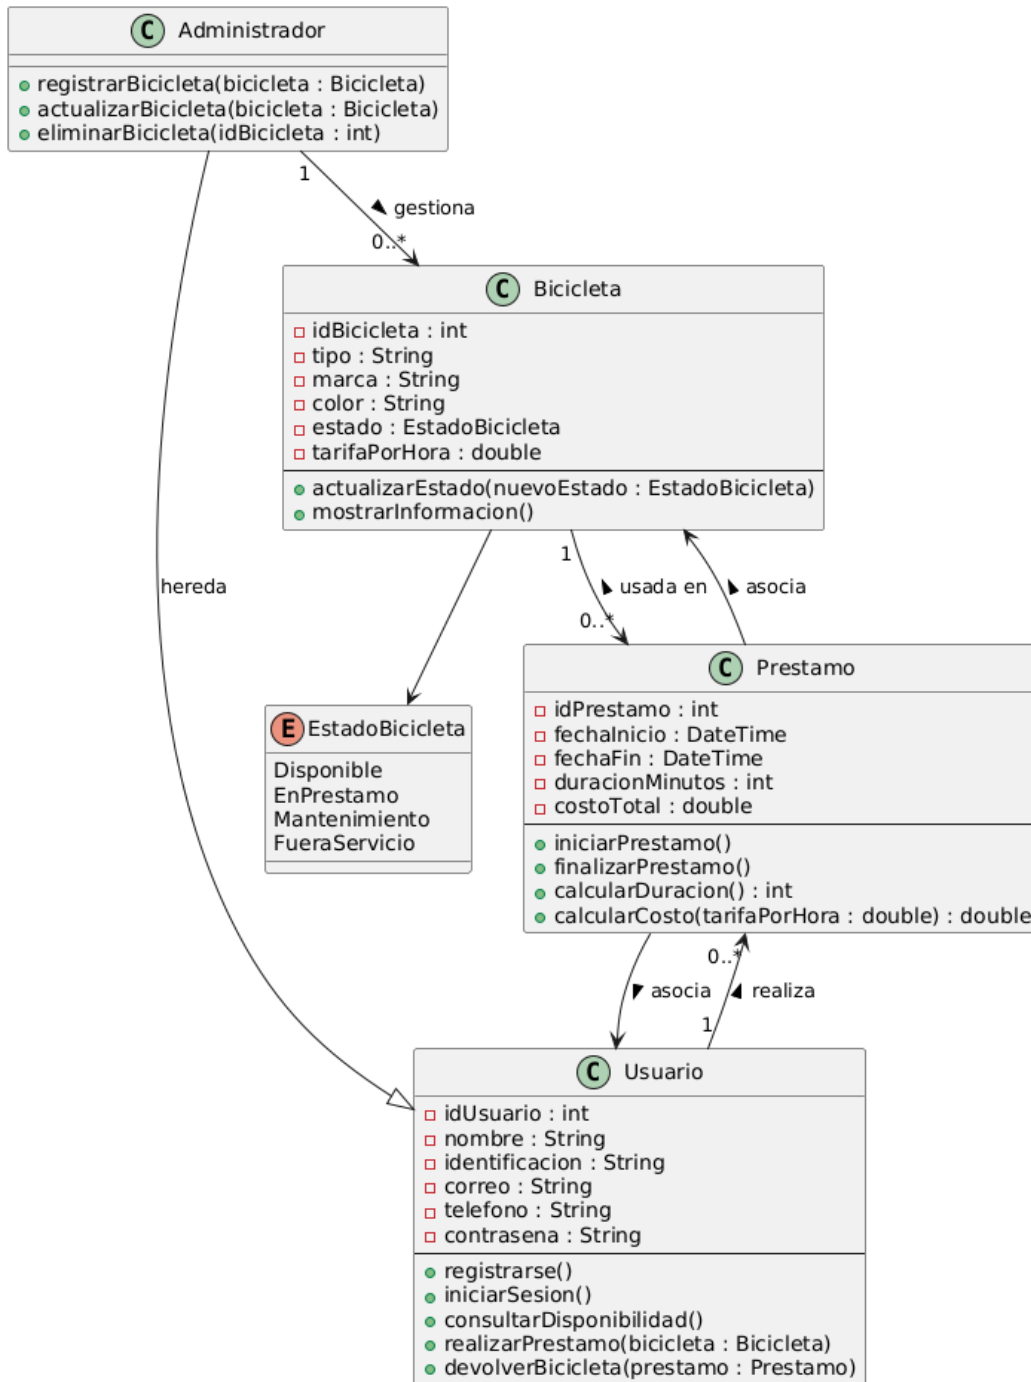 C Administrador
registrarBicicleta(bicicleta : Bicicleta)
actualizarBicicleta(bicicleta : Bicicleta)
eliminarBicicleta(idBicicleta : int)
1
gestiona
0..*
C Bicicleta
idBicicleta : int
tipo : String
marca : String
color : String
estado : EstadoBicicleta
tarifaPorHora : double
actualizarEstado(nuevoEstado : EstadoBicicleta)
mostrarInformacion()
1
hereda
usada en
asocia
0..*
C Prestamo
idPrestamo : int
fechaInicio : DateTime
fechaFin : DateTime
duracionMinutos : int
costoTotal : double
iniciarPrestamo()
finalizarPrestamo()
calcularDuracion() : int
calcularCosto(tarifaPorHora : double) : double
E EstadoBicicleta
Disponible
EnPrestamo
Mantenimiento
FueraServicio
0..*
asocia
realiza
1
C Usuario
idUsuario : int
nombre : String
identificacion : String
correo : String
telefono : String
contrasena : String
registrarse()
iniciarSesion()
consultarDisponibilidad()
realizarPrestamo(bicicleta : Bicicleta)
devolverBicicleta(prestamo : Prestamo)